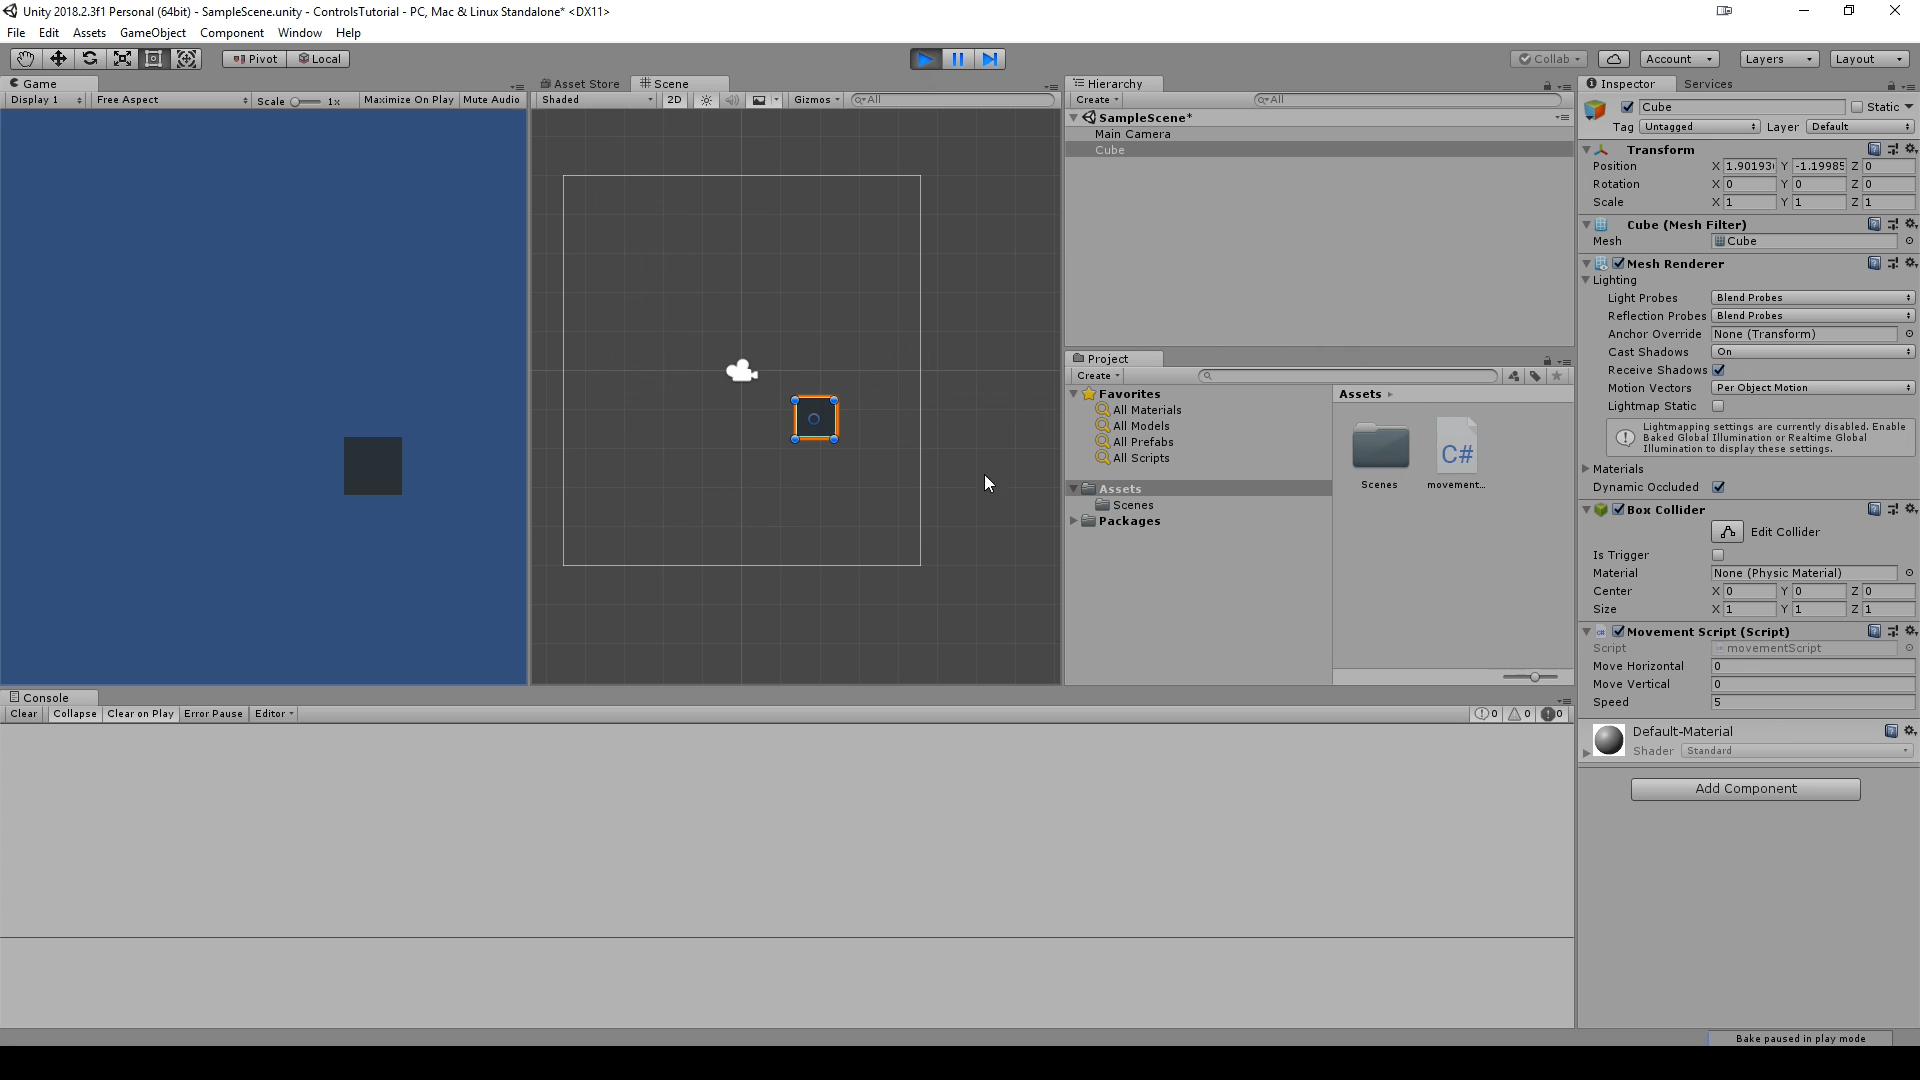 Unity 2018.2.3f1 Personal (64bit) - SampleScene.unity - ControlsTutorial - PC, Mac & Linux Standalone* <DX11>
File Edit Assets GameObject Component Window Help
Pivot Local Collab Account Layers Layout
Game Asset Store Scene Hierarchy Inspector Services
Display 1 Free Aspect Scale 1x Maximize On Play Mute Audio Shaded 2D Gizmos All Create All
Cube Static
SampleScene*
Tag Untagged Layer Default
Main Camera
Cube
Transform
Position X 1.90193 Y -1.19985 Z 0
Rotation X 0 Y 0 Z 0
Scale X 1 Y 1 Z 1
Cube (Mesh Filter)
Mesh Cube
Mesh Renderer
Lighting
Light Probes Blend Probes
Reflection Probes Blend Probes
Anchor Override None (Transform)
Cast Shadows On
Receive Shadows
Motion Vectors Per Object Motion
Lightmap Static
Lightmapping settings are currently disabled. Enable
Baked Global Illumination or Realtime Global
Illumination to display these settings.
Materials
Dynamic Occluded
Project
Create
Favorites
All Materials
All Models
All Prefabs
All Scripts
Assets
Scenes
Packages
Assets
C#
Scenes movement...
Box Collider
Edit Collider
Is Trigger
Material None (Physic Material)
Center X 0 Y 0 Z 0
Size X 1 Y 1 Z 1
C# Movement Script (Script)
Script movementScript
Move Horizontal 0
Move Vertical 0
Speed 5
Default-Material
Shader Standard
Add Component
Console
Clear Collapse Clear on Play Error Pause Editor 0 0 0
Bake paused in play mode